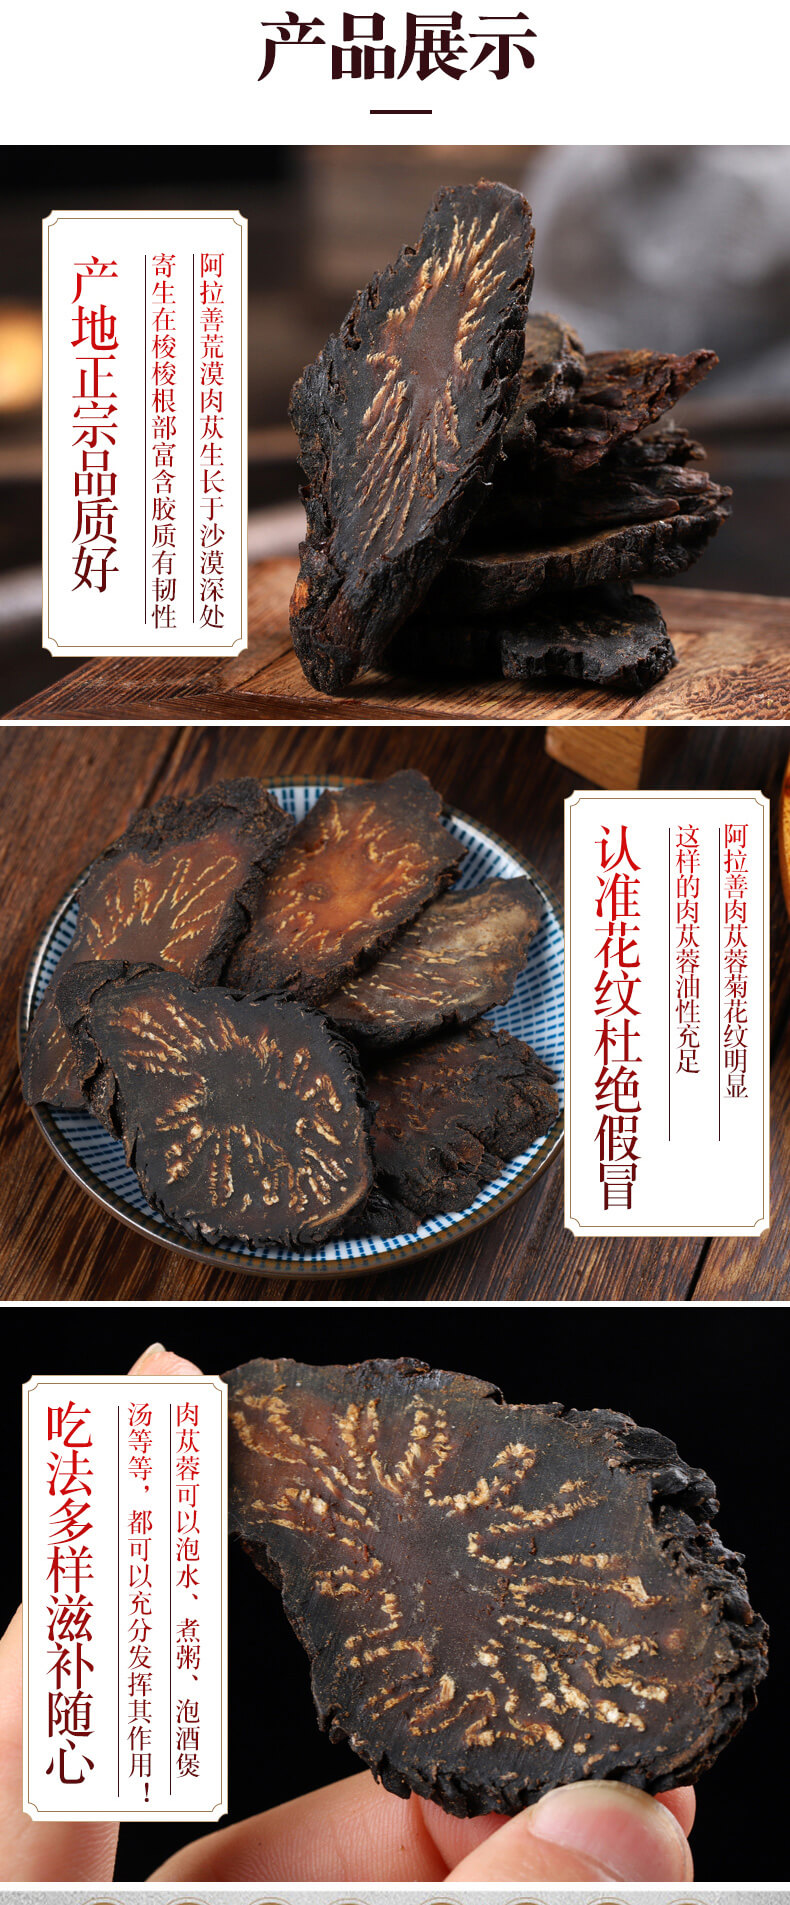 产品展示
阿拉善荒漠肉苁生长于沙漠深处
寄生在梭梭根部富含胶质有韧性
产地正宗品质好
阿拉善肉苁蓉菊花纹明显
这样的肉苁蓉油性充足
认准花纹杜绝假冒
肉苁蓉可以泡水、煮粥、泡酒煲
汤等等，都可以充分发挥其作用！
吃法多样滋补随心